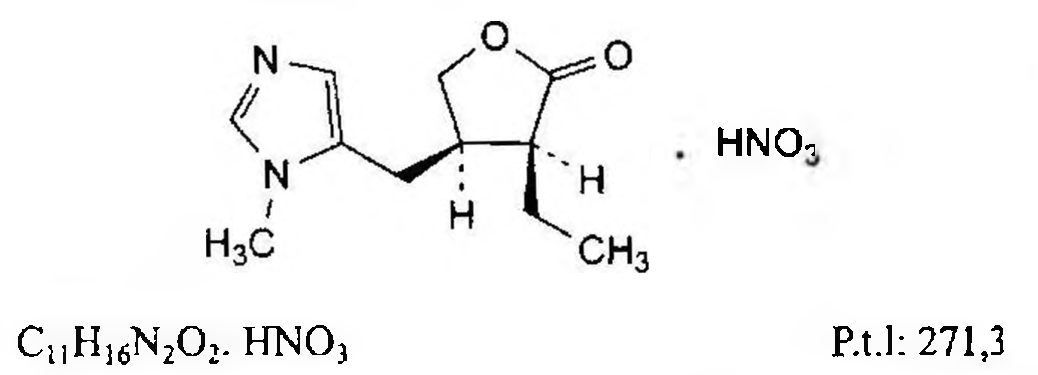 O
N
O
N
H
H
H₃C
CH₃
. HNO₃
C₁₁H₁₆N₂O₂. HNO₃
P.t.l: 271,3